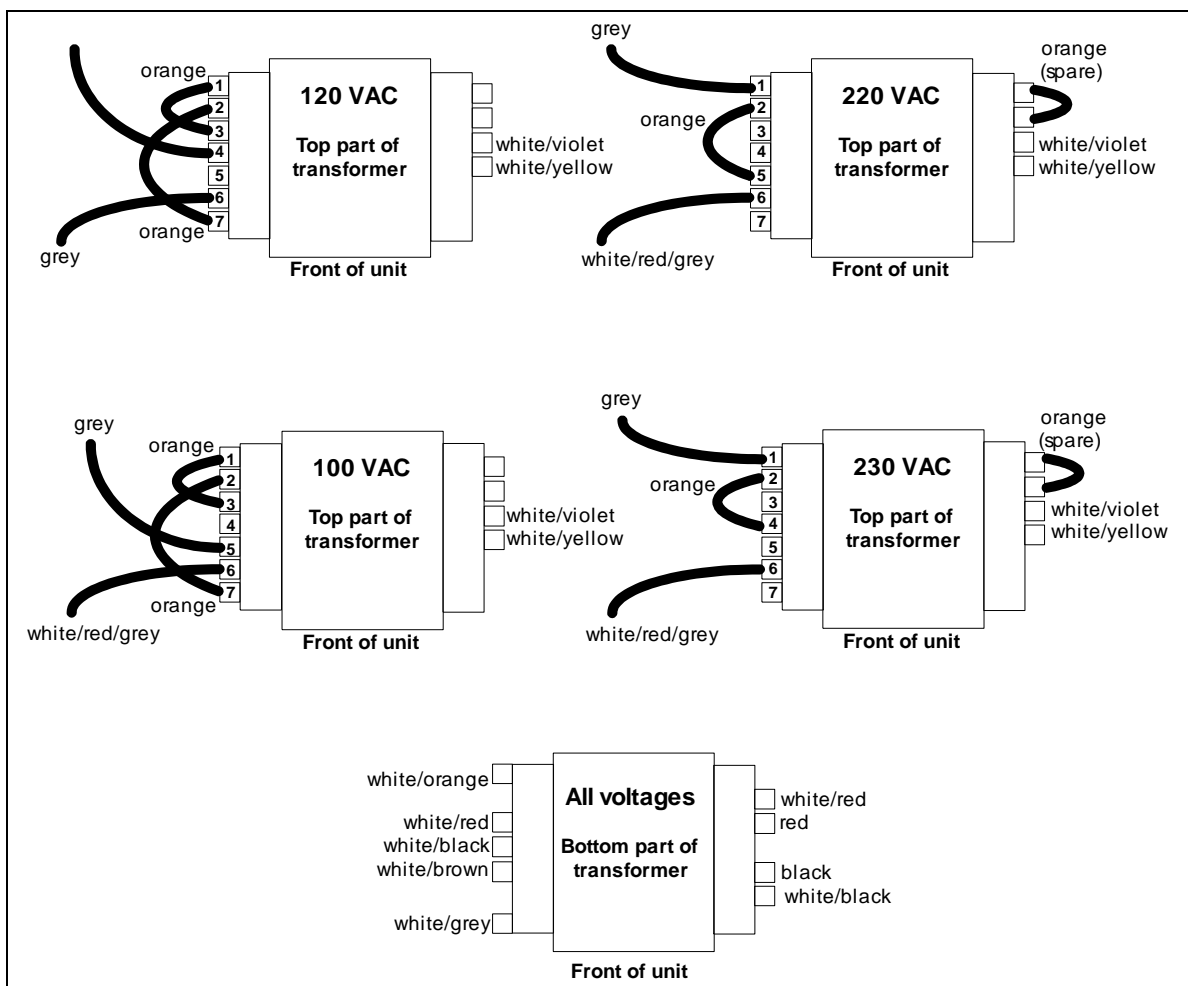 orange
1
2
3
4
5
6
7
orange
grey
120 VAC
Top part of
transformer
white/violet
white/yellow
Front of unit
grey
orange
white/red/grey
1
2
3
4
5
6
7
220 VAC
Top part of
transformer
orange
(spare)
white/violet
white/yellow
Front of unit
grey
orange
1
2
3
4
5
6
7
orange
white/red/grey
100 VAC
Top part of
transformer
white/violet
white/yellow
Front of unit
grey
orange
white/red/grey
1
2
3
4
5
6
7
230 VAC
Top part of
transformer
orange
(spare)
white/violet
white/yellow
Front of unit
white/orange
white/red
white/black
white/brown
white/grey
All voltages
Bottom part of
transformer
white/red
red
black
white/black
Front of unit